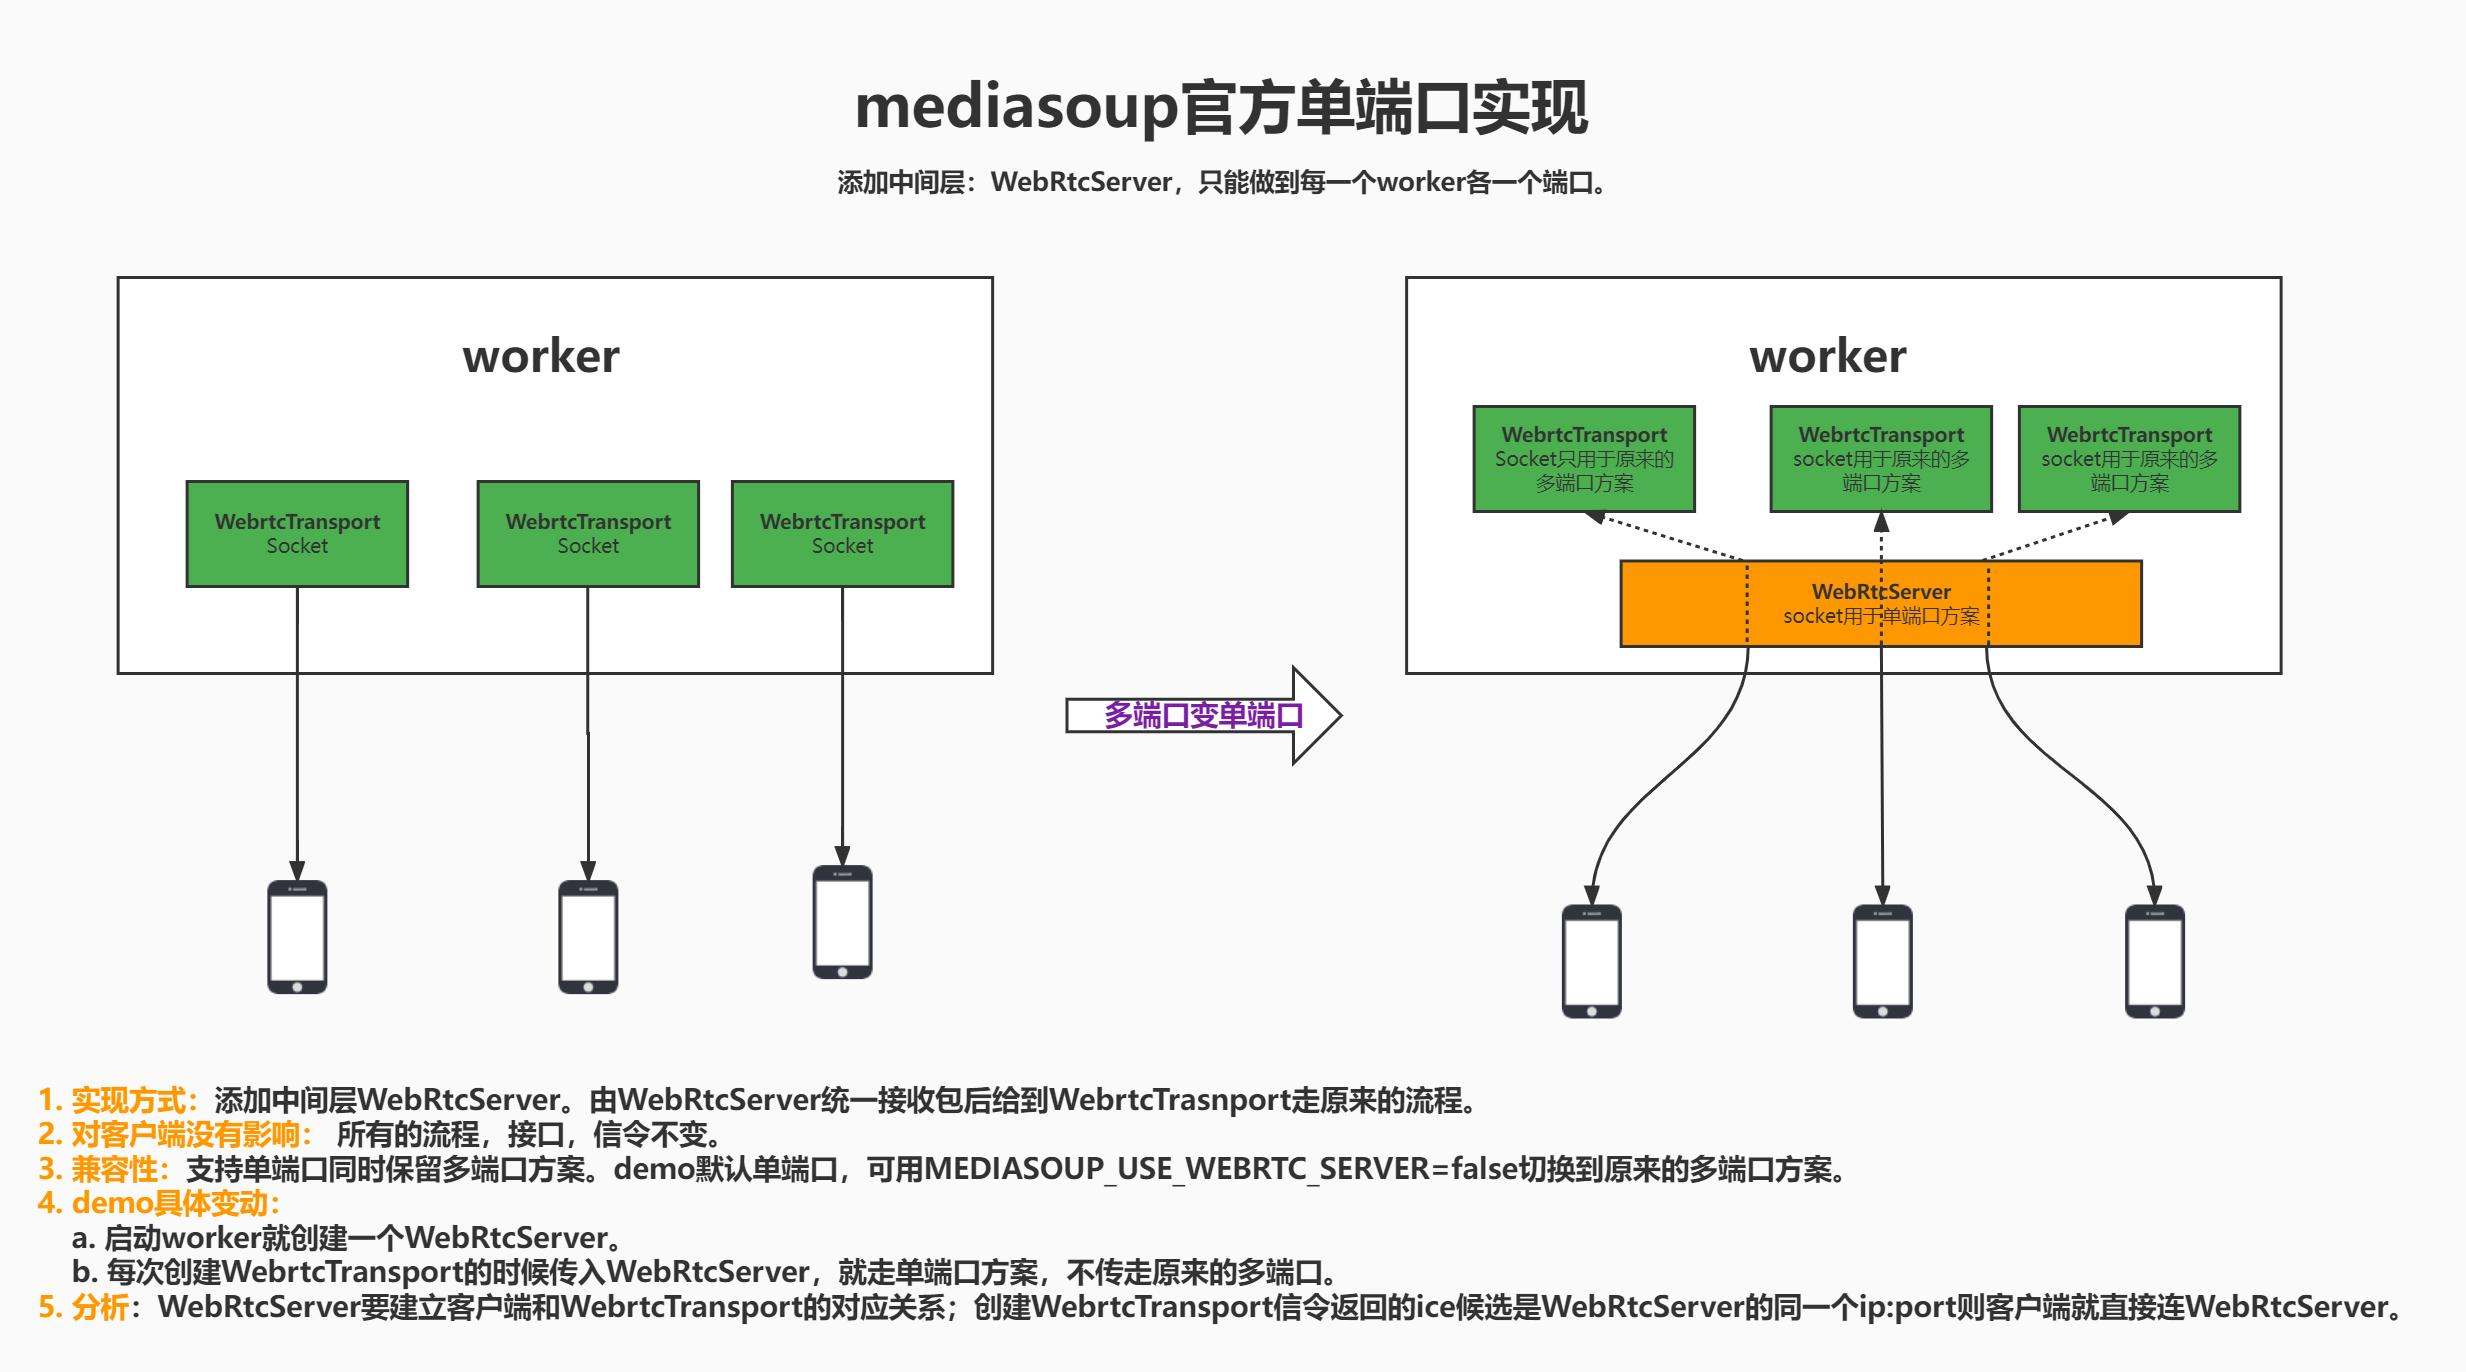 mediasoup官方单端口实现
添加中间层：WebRtcServer，只能做到每一个worker各一个端口。
worker
WebrtcTransport
Socket
WebrtcTransport
Socket
WebrtcTransport
Socket
多端口变单端口
worker
WebrtcTransport
Socket只用于原来的
多端口方案
WebrtcTransport
socket用于原来的多
端口方案
WebrtcTransport
socket用于原来的多
端口方案
WebRtcServer
socket用于单端口方案
1. 实现方式：添加中间层WebRtcServer。由WebRtcServer统一接收包后给到WebrtcTrasnport走原来的流程。
2. 对客户端没有影响： 所有的流程，接口，信令不变。
3. 兼容性：支持单端口同时保留多端口方案。demo默认单端口，可用MEDIASOUP_USE_WEBRTC_SERVER=false切换到原来的多端口方案。
4. demo具体变动：
a. 启动worker就创建一个WebRtcServer。
b. 每次创建WebrtcTransport的时候传入WebRtcServer，就走单端口方案，不传走原来的多端口。
5. 分析：WebRtcServer要建立客户端和WebrtcTransport的对应关系；创建WebrtcTransport信令返回的ice候选是WebRtcServer的同一个ip:port则客户端就直接连WebRtcServer。